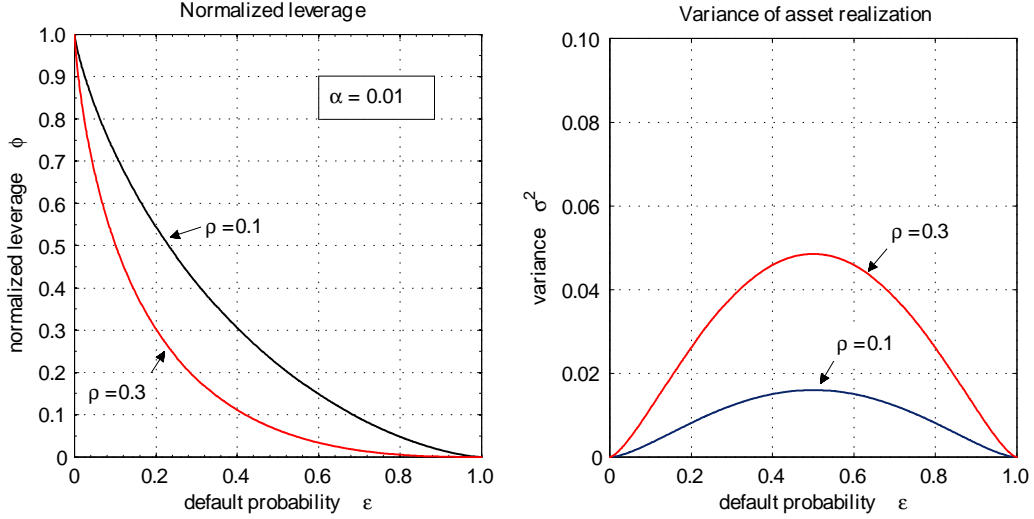 Normalized leverage
1.0
0.9
0.8
0.7
0.6
0.5
0.4
0.3
0.2
0.1
0
normalized leverage ϕ
α = 0.01
ρ =0.1
ρ =0.3
0 0.2 0.4 0.6 0.8 1.0
default probability ε
Variance of asset realization
0.10
0.08
0.06
0.04
0.02
0
variance σ²
ρ =0.3
ρ =0.1
0 0.2 0.4 0.6 0.8 1.0
default probability ε